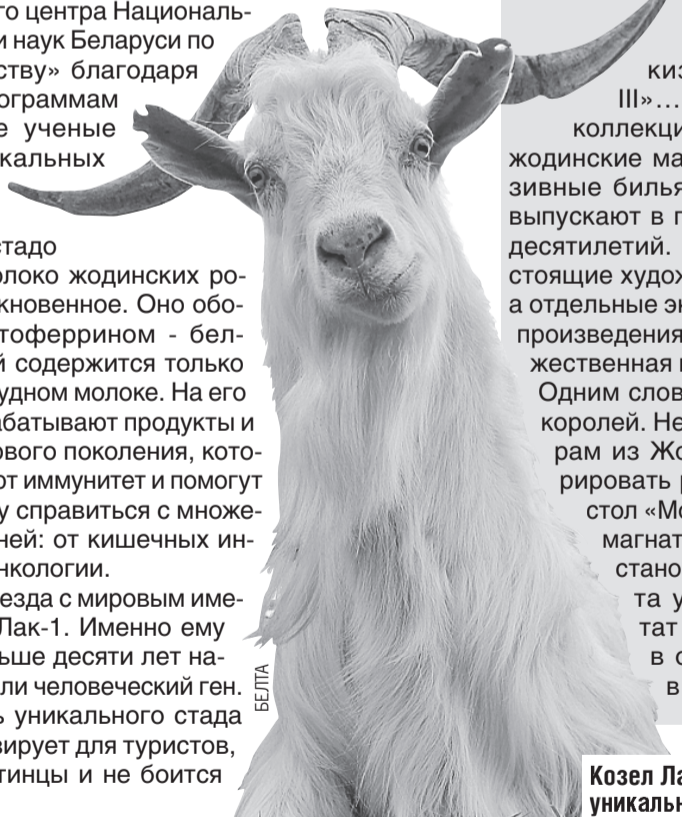 го центра Националь-
и наук Беларуси по
ству» благодаря
ограммам
е ученые
кальных
стадо
олоко жодинских ро-
кновенное. Оно обо-
тоферрином - бел-
й содержится только
удном молоке. На его
абатывают продукты и
ового поколения, кото-
от иммунитет и помогут
у справиться с множе-
ней: от кишечных ин-
нкологии.
езда с мировым име-
Лак-1. Именно ему
ьше десяти лет на-
ли человеческий ген.
ь уникального стада
зирует для туристов,
тинцы и не боится
БЕЛТА
киз
III»...
коллекци
жодинские ма
зивные билья
выпускают в г
десятилетий.
стоящие худож
а отдельные эк
произведения
жественная
Одним слов
королей. Не
рам из Жо
рировать
стол «Мо
магнат
стано
та у
тат
в с
в
Козел Ла
уникальн